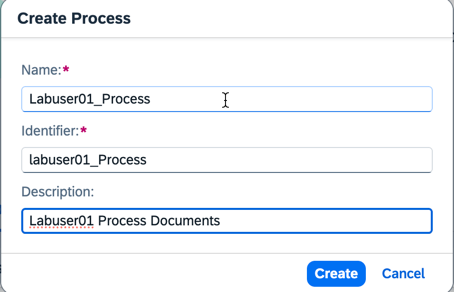 Create Process
Name:*
Labuser01_Process
Identifier:*
labuser01_Process
Description:
Labuser01 Process Documents
Create Cancel